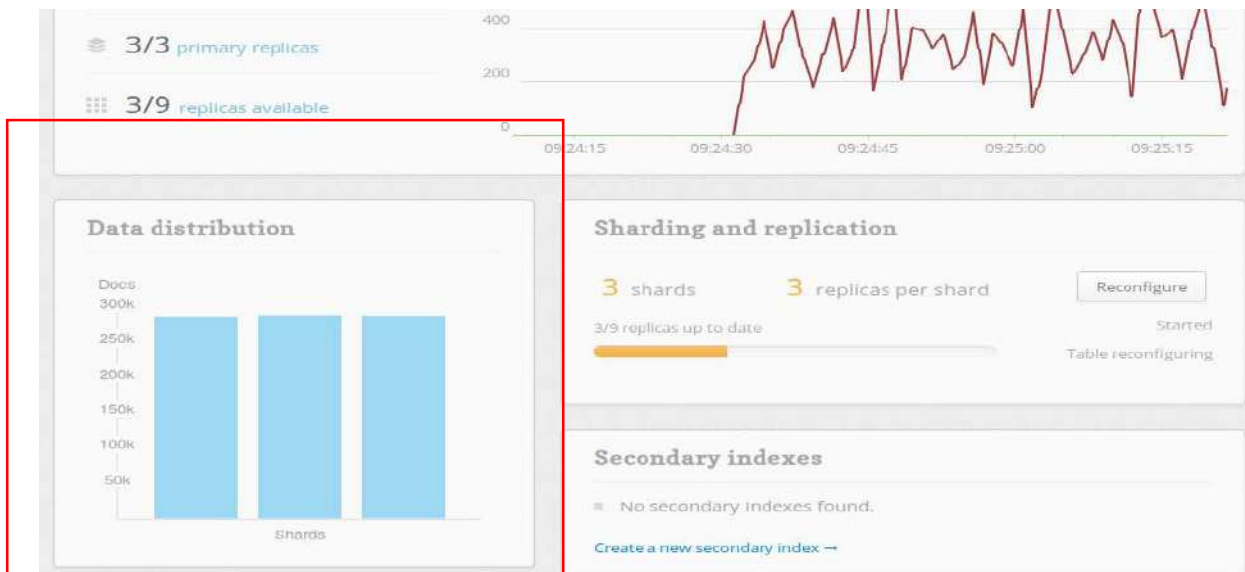 3/3 primary replicas
3/9 replicas available
400
200
0
09:24:15 09:24:30 09:24:45 09:25:00 09:25:15
Data distribution
Docs
300k
250k
200k
150k
100k
50k
Shards
Sharding and replication
3 shards 3 replicas per shard Reconfigure
3/9 replicas up to date Started
Table reconfiguring
Secondary indexes
No secondary indexes found.
Create a new secondary index →